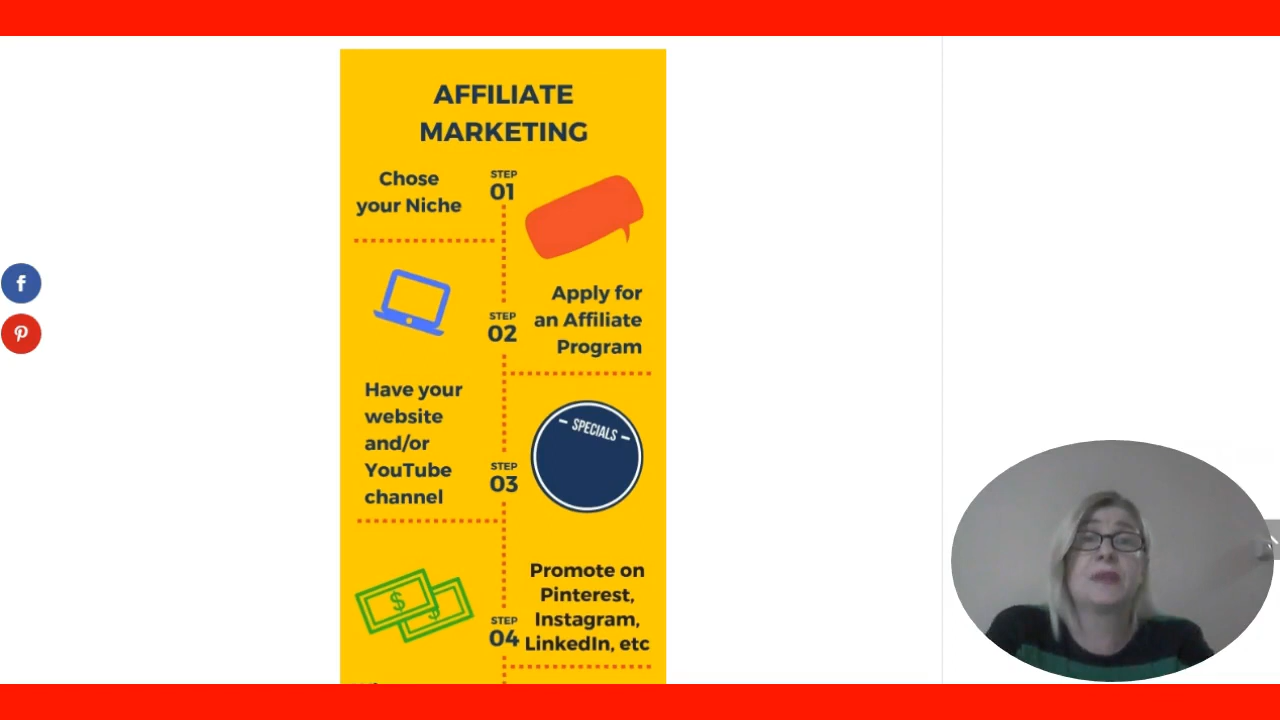 AFFILIATE
MARKETING
Chose
your Niche
STEP
01
Apply for
an Affiliate
Program
STEP
02
Have your
website
and/or
YouTube
channel
STEP
03
– SPECIALS –
$
$
Promote on
Pinterest,
Instagram,
LinkedIn, etc
STEP
04
f